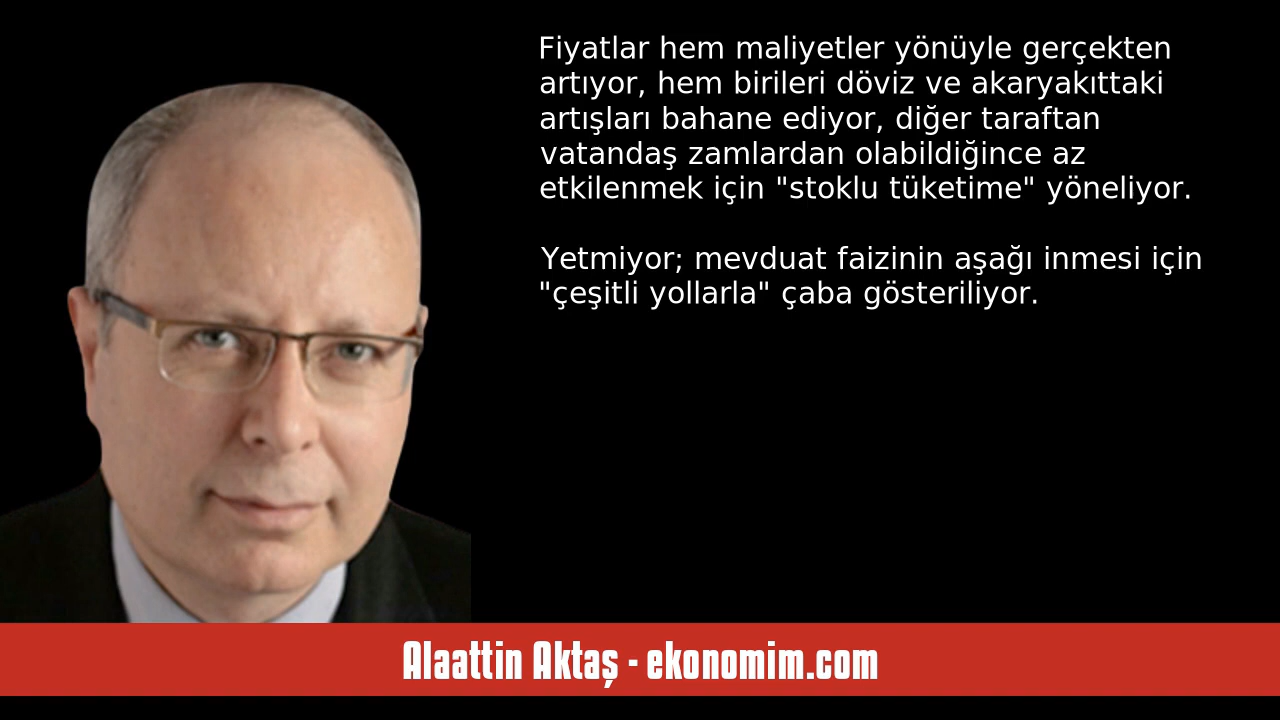 Fiyatlar hem maliyetler yönüyle gerçekten
artıyor, hem birileri döviz ve akaryakıttaki
artışları bahane ediyor, diğer taraftan
vatandaş zamlardan olabildiğince az
etkilenmek için "stoklu tüketime" yöneliyor.
Yetmiyor; mevduat faizinin aşağı inmesi için
"çeşitli yollarla" çaba gösteriliyor.
Alaattin Aktaş - ekonomim.com